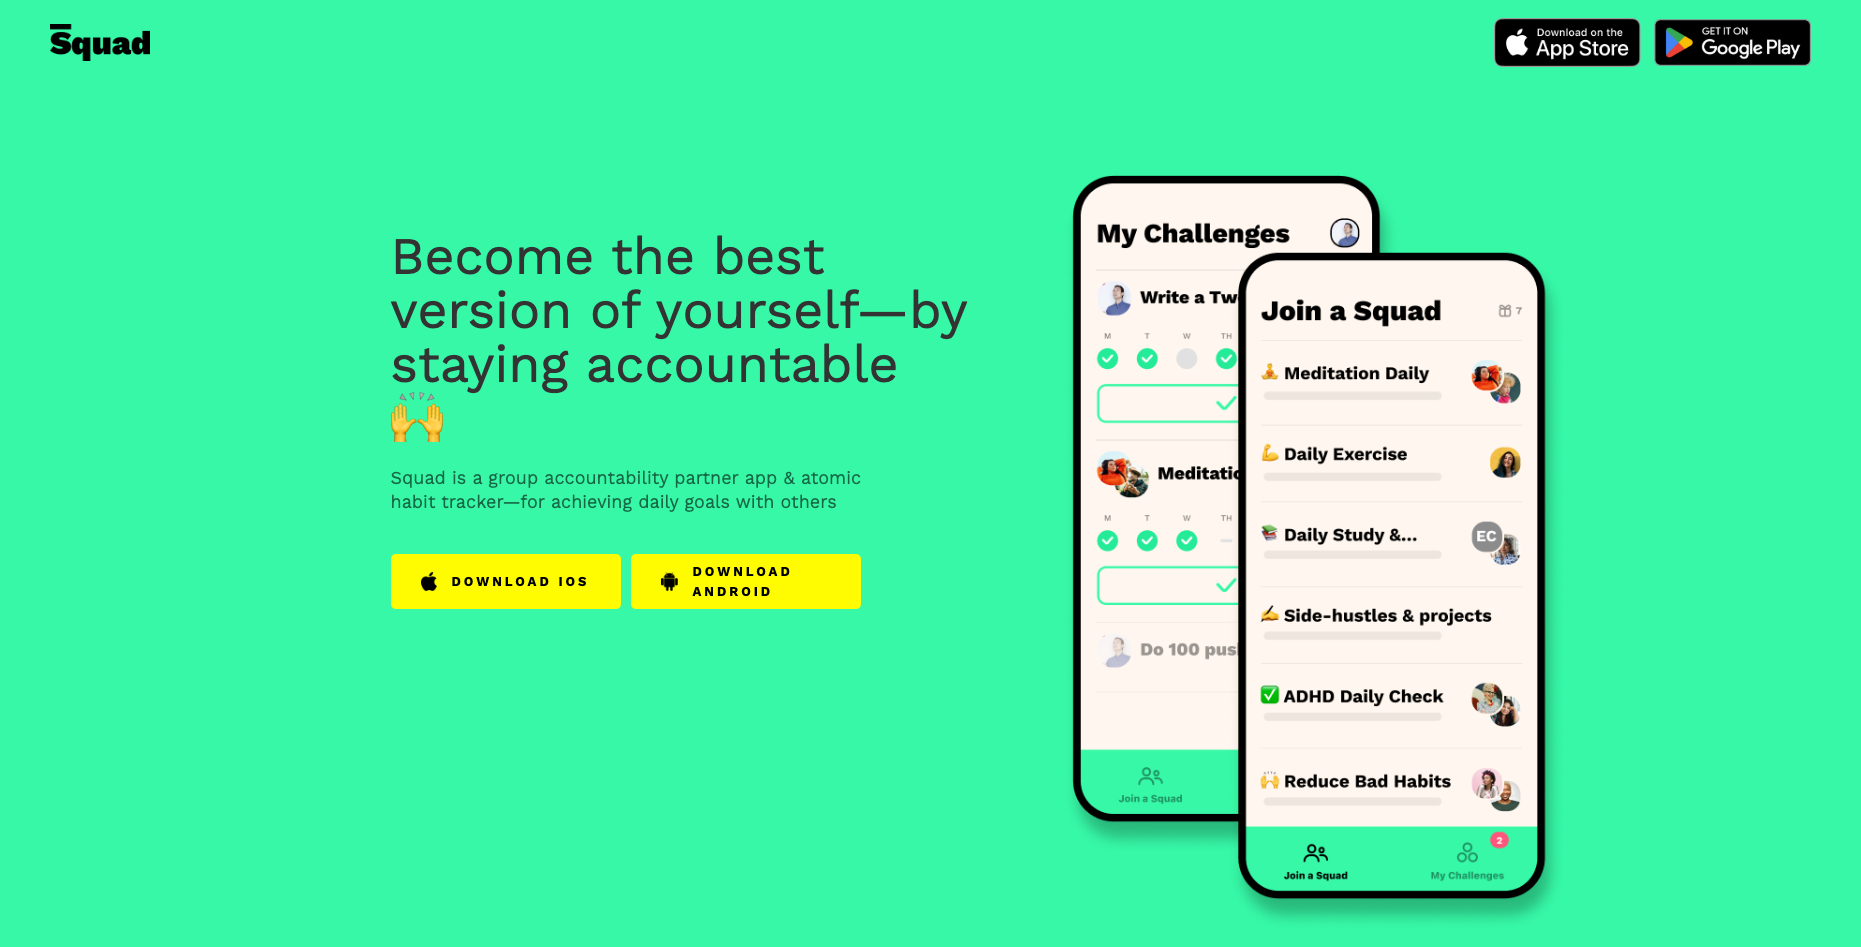 Squad
Download on the
App Store
GET IT ON
Google Play
Become the best
version of yourself—by
staying accountable
🙌
Squad is a group accountability partner app & atomic
habit tracker—for achieving daily goals with others
DOWNLOAD IOS
DOWNLOAD
ANDROID
My Challenges
Write a
M T W TH
M T W TH
Do 100
Join a Squad
Join a Squad
7
🧘 Meditation Daily
💪 Daily Exercise
📚 Daily Study &...
EC
✍️ Side-hustles & projects
✅ ADHD Daily Check
🙌 Reduce Bad Habits
2
Join a Squad
My Challenges